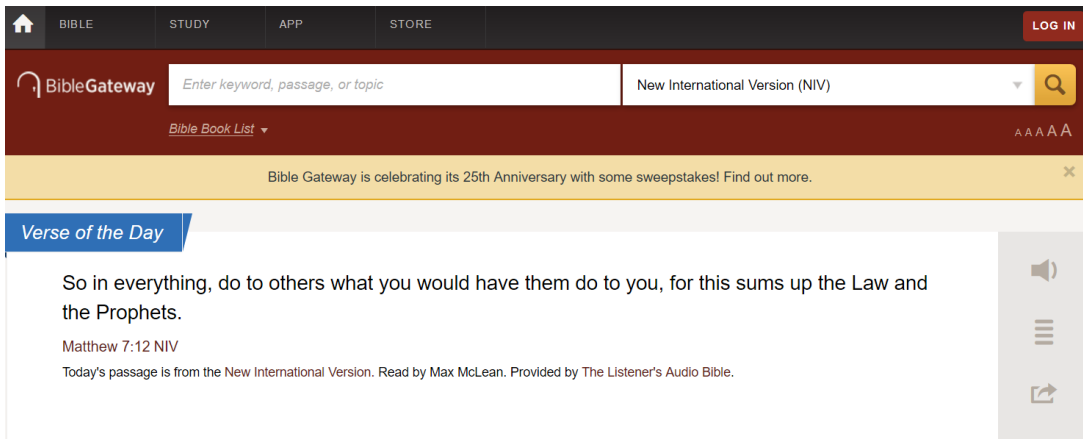 BIBLE STUDY APP STORE LOG IN
BibleGateway Enter keyword, passage, or topic New International Version (NIV)
Bible Book List A A A A A
Bible Gateway is celebrating its 25th Anniversary with some sweepstakes! Find out more.
Verse of the Day
So in everything, do to others what you would have them do to you, for this sums up the Law and
the Prophets.
Matthew 7:12 NIV
Today's passage is from the New International Version. Read by Max McLean. Provided by The Listener's Audio Bible.